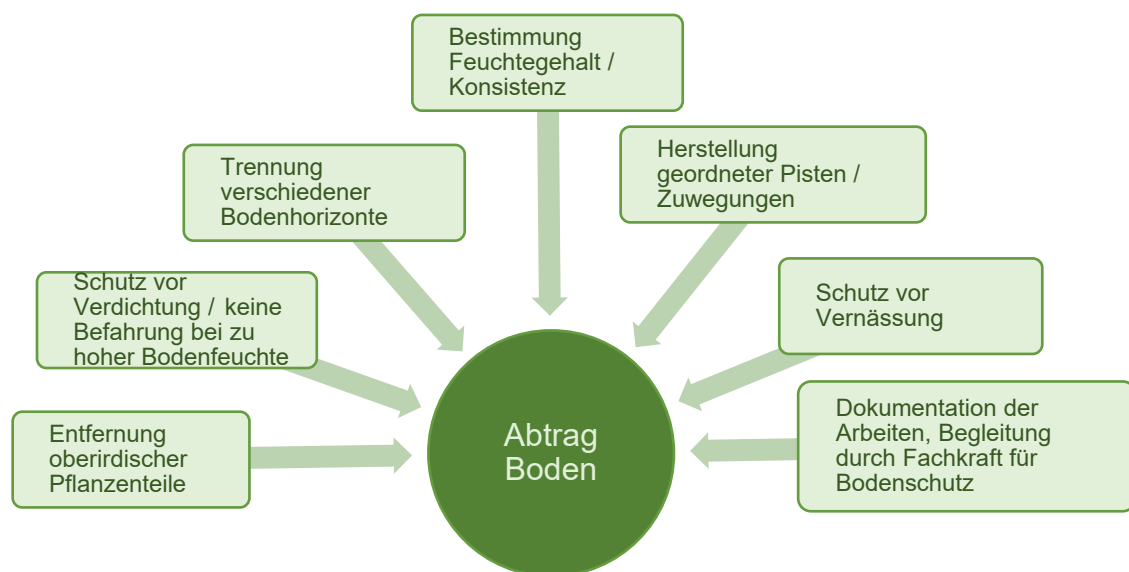 Bestimmung
Feuchtegehalt /
Konsistenz
Trennung
verschiedener
Bodenhorizonte
Herstellung
geordneter Pisten /
Zuwegungen
Schutz vor
Verdichtung / keine
Befahrung bei zu
hoher Bodenfeuchte
Schutz vor
Vernässung
Entfernung
oberirdischer
Pflanzenteile
Abtrag
Boden
Dokumentation der
Arbeiten, Begleitung
durch Fachkraft für
Bodenschutz